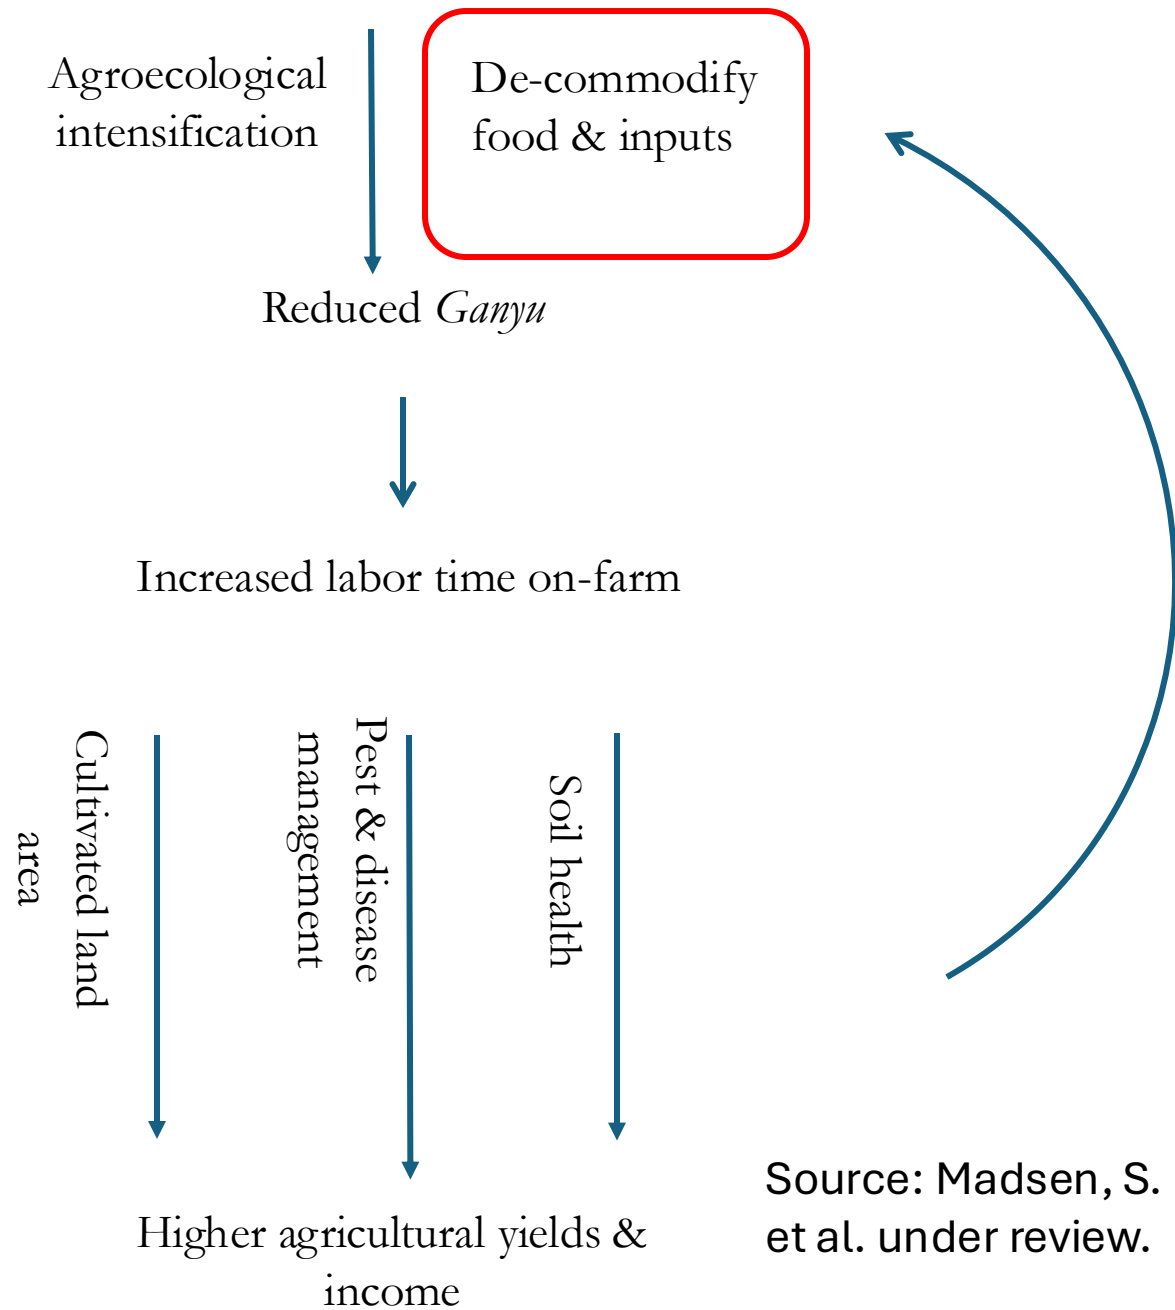 Agroecological
intensification
De-commodify
food & inputs
Reduced Ganyu
Increased labor time on-farm
Cultivated land
area
Pest & disease
management
Soil health
Higher agricultural yields &
income
Source: Madsen, S.
et al. under review.